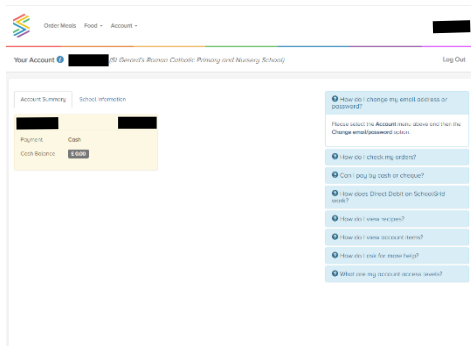 Order Meals Food Account
Your Account (St Gerard's Roman Catholic Primary and Nursery School) Log Out
Account Summary School Information
Payment Cash
Cash Balance £ 0.00
How do I change my email address or
password?
Please select the Account menu above and then the
Change email/password option
How do I check my orders?
Can I pay by cash or cheque?
How does Direct Debit on SchoolGrid
work?
How do I view recipes?
How do I view account items?
How do I ask for more help?
What are my account access levels?